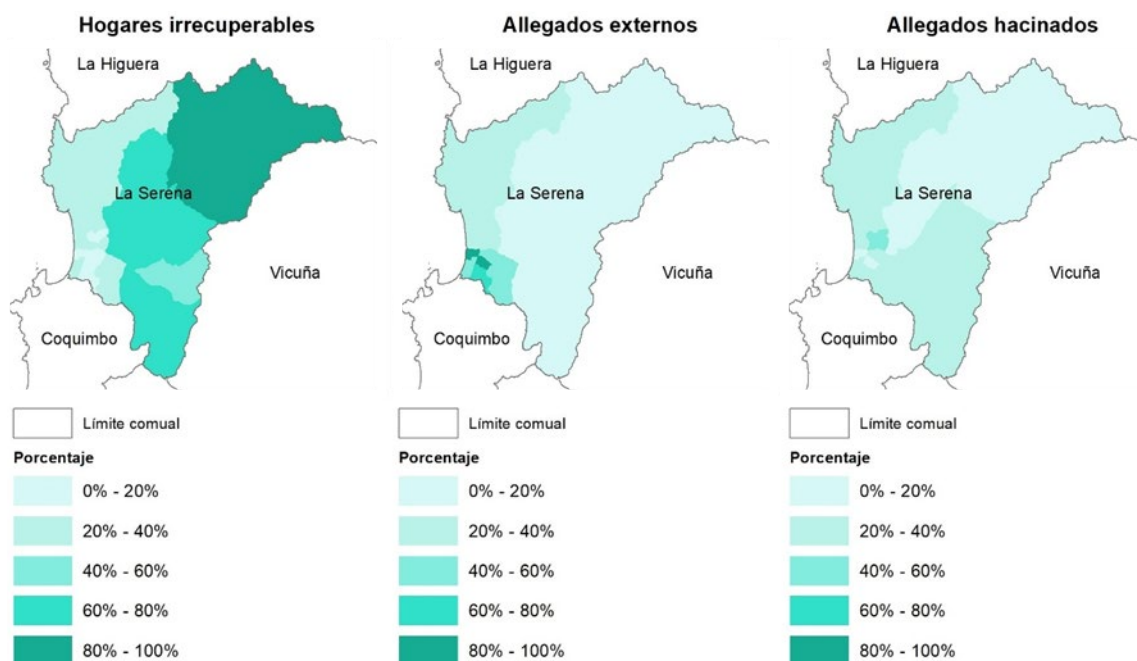 Hogares irrecuperables
La Higuera
La Serena
Vicuña
Coquimbo
Límite comual
Porcentaje
0% - 20%
20% - 40%
40% - 60%
60% - 80%
80% - 100%
Allegados externos
La Higuera
La Serena
Vicuña
Coquimbo
Límite comual
Porcentaje
0% - 20%
20% - 40%
40% - 60%
60% - 80%
80% - 100%
Allegados hacinados
La Higuera
La Serena
Vicuña
Coquimbo
Límite comual
Porcentaje
0% - 20%
20% - 40%
40% - 60%
60% - 80%
80% - 100%